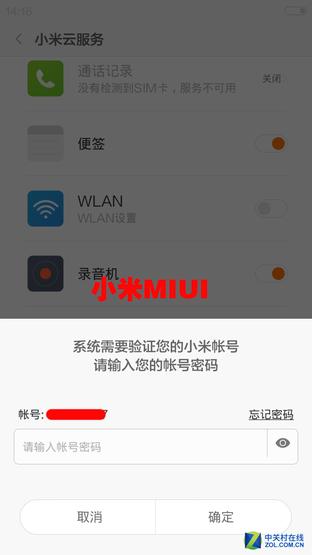 14:16
小米云服务
通话记录
没有检测到SIM卡，服务不可用
关闭
便签
WLAN
WLAN设置
录音机
小米MIUI
系统需要验证您的小米帐号
请输入您的帐号密码
帐号:
7
忘记密码
请输入帐号密码
取消
确定
中关村在线
ZOL.COM.CN